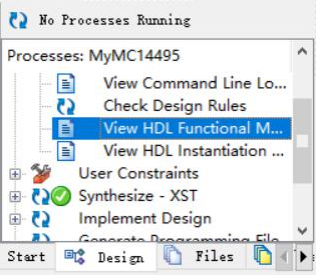 No Processes Running
Processes: MyMC14495
View Command Line Lo...
Check Design Rules
View HDL Functional M...
View HDL Instantiation ...
User Constraints
Synthesize - XST
Implement Design
Generate Programming File
Start Design Files